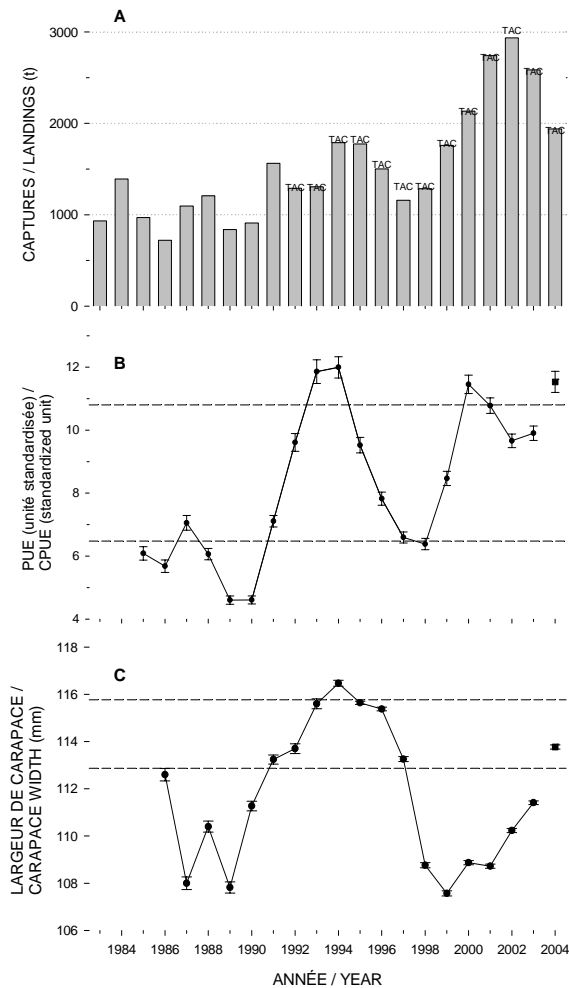 A
CAPTURES / LANDINGS (t)
3000
2000
1000
0
TAC
TAC
TAC
TAC
TAC
TAC
TAC
TAC
TAC
TAC
TAC
TAC
TAC
B
PUE (unité standardisée) /
CPUE (standardized unit)
12
10
8
6
4
C
LARGEUR DE CARAPACE /
CARAPACE WIDTH (mm)
118
116
114
112
110
108
106
1984 1986 1988 1990 1992 1994 1996 1998 2000 2002 2004
ANNÉE / YEAR